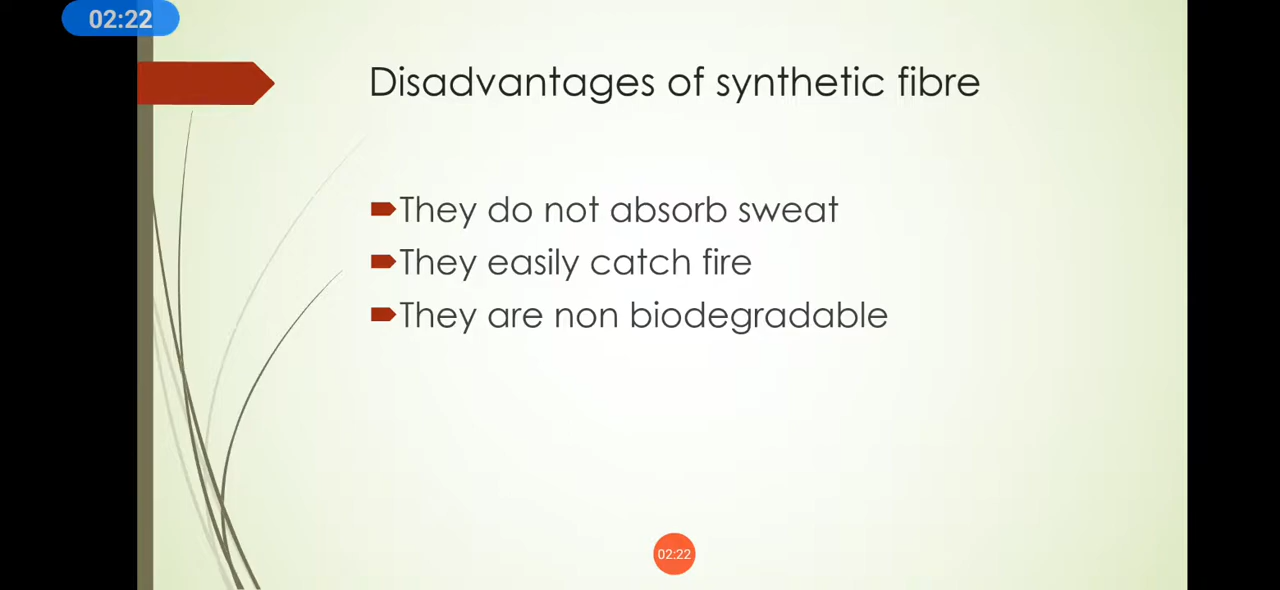 02:22
Disadvantages of synthetic fibre
They do not absorb sweat
They easily catch fire
They are non biodegradable
02:22